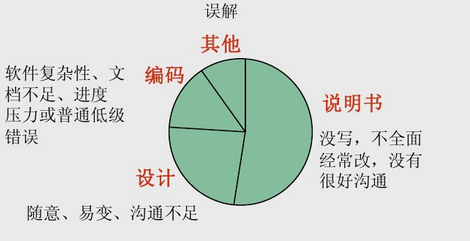 误解
其他
编码
软件复杂性、文
档不足、进度
压力或普通低级
错误
说明书
没写，不全面
经常改，没有
很好沟通
设计
随意、易变、沟通不足